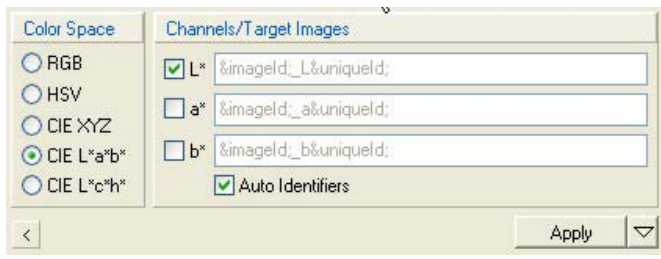 Color Space
RGB
HSV
CIE XYZ
CIE L*a*b*
CIE L*c*h*
Channels/Target Images
L* &imageId;_L&uniqueId;
a* &imageId;_a&uniqueId;
b* &imageId;_b&uniqueId;
Auto Identifiers
<
Apply